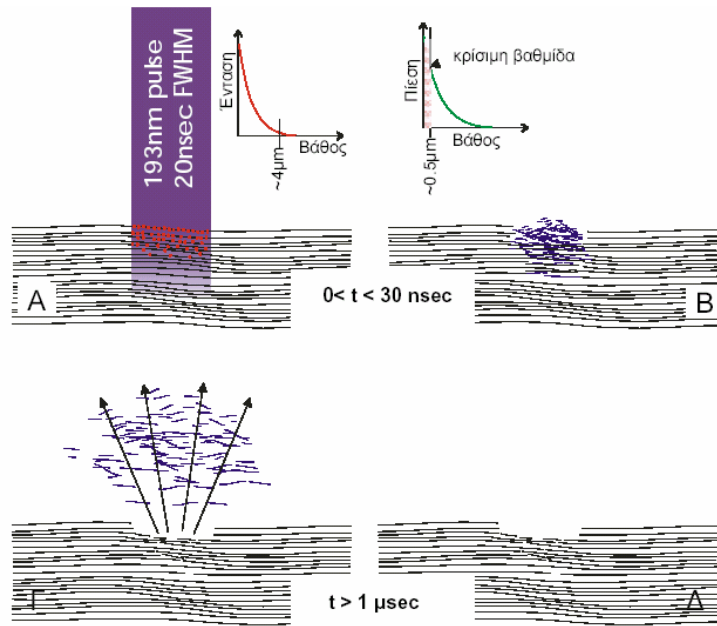 193nm pulse
20nsec FWHM
Ένταση
Βάθος
~4μm
Πίεση
κρίσιμη βαθμίδα
Βάθος
~0.5μm
A
0< t < 30 nsec
B
Γ
t > 1 μsec
Δ